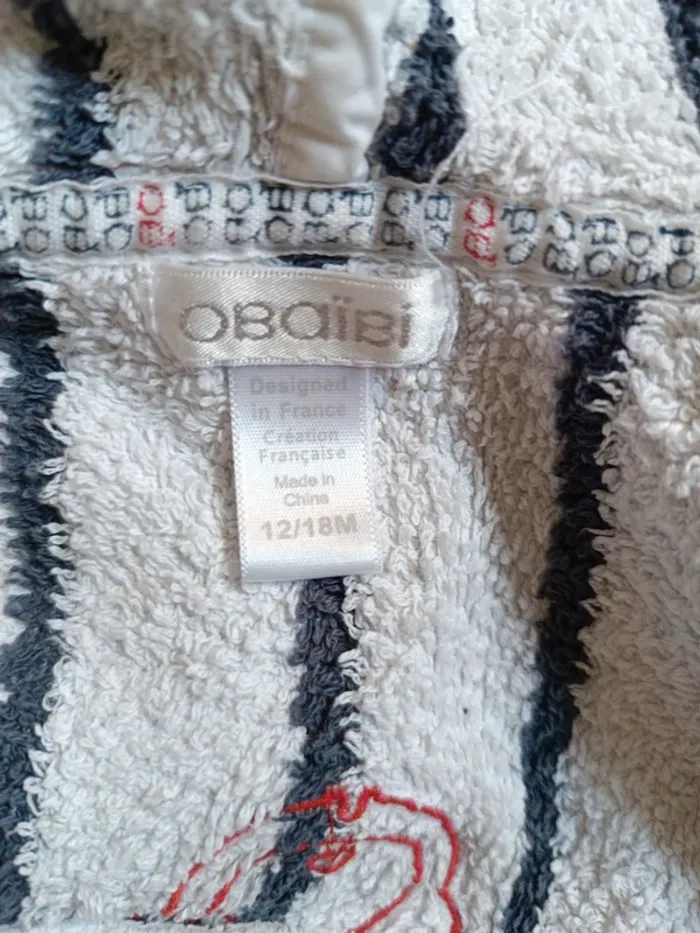 OBAÏBI
Designed
in France
Création
Française
Made in
China
12/18M